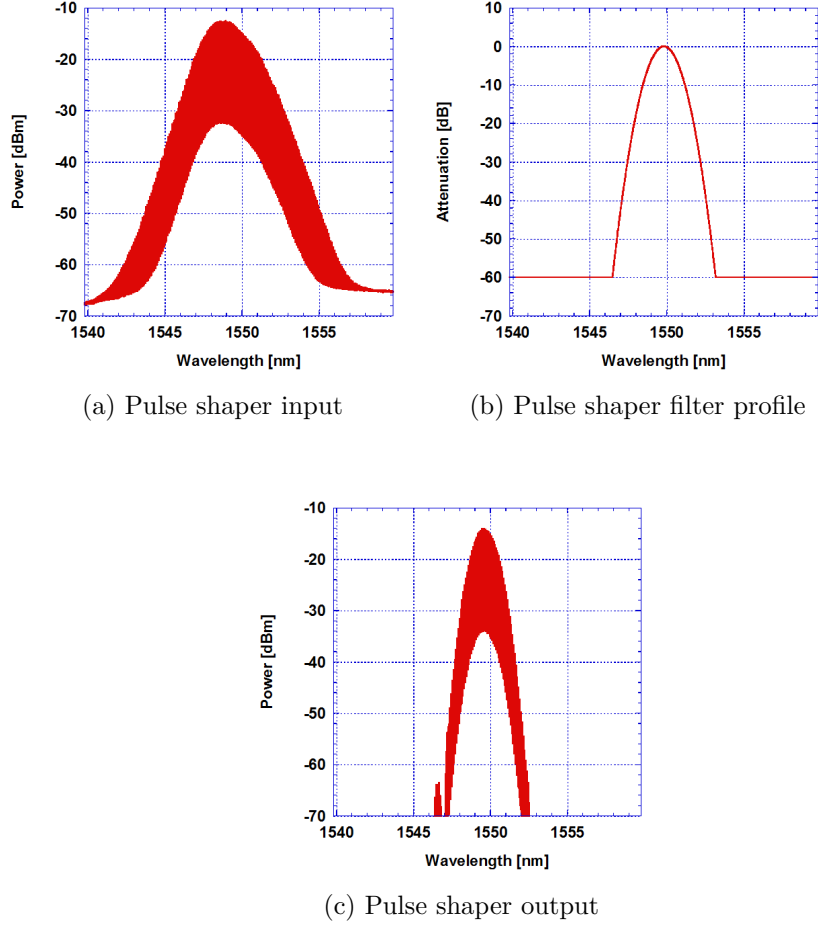 -10
-20
-30
-40
-50
-60
-70
Power [dBm]
1540 1545 1550 1555
Wavelength [nm]
(a) Pulse shaper input
10
0
-10
-20
-30
-40
-50
-60
-70
Attenuation [dB]
1540 1545 1550 1555
Wavelength [nm]
(b) Pulse shaper filter profile
-10
-20
-30
-40
-50
-60
-70
Power [dBm]
1540 1545 1550 1555
Wavelength [nm]
(c) Pulse shaper output